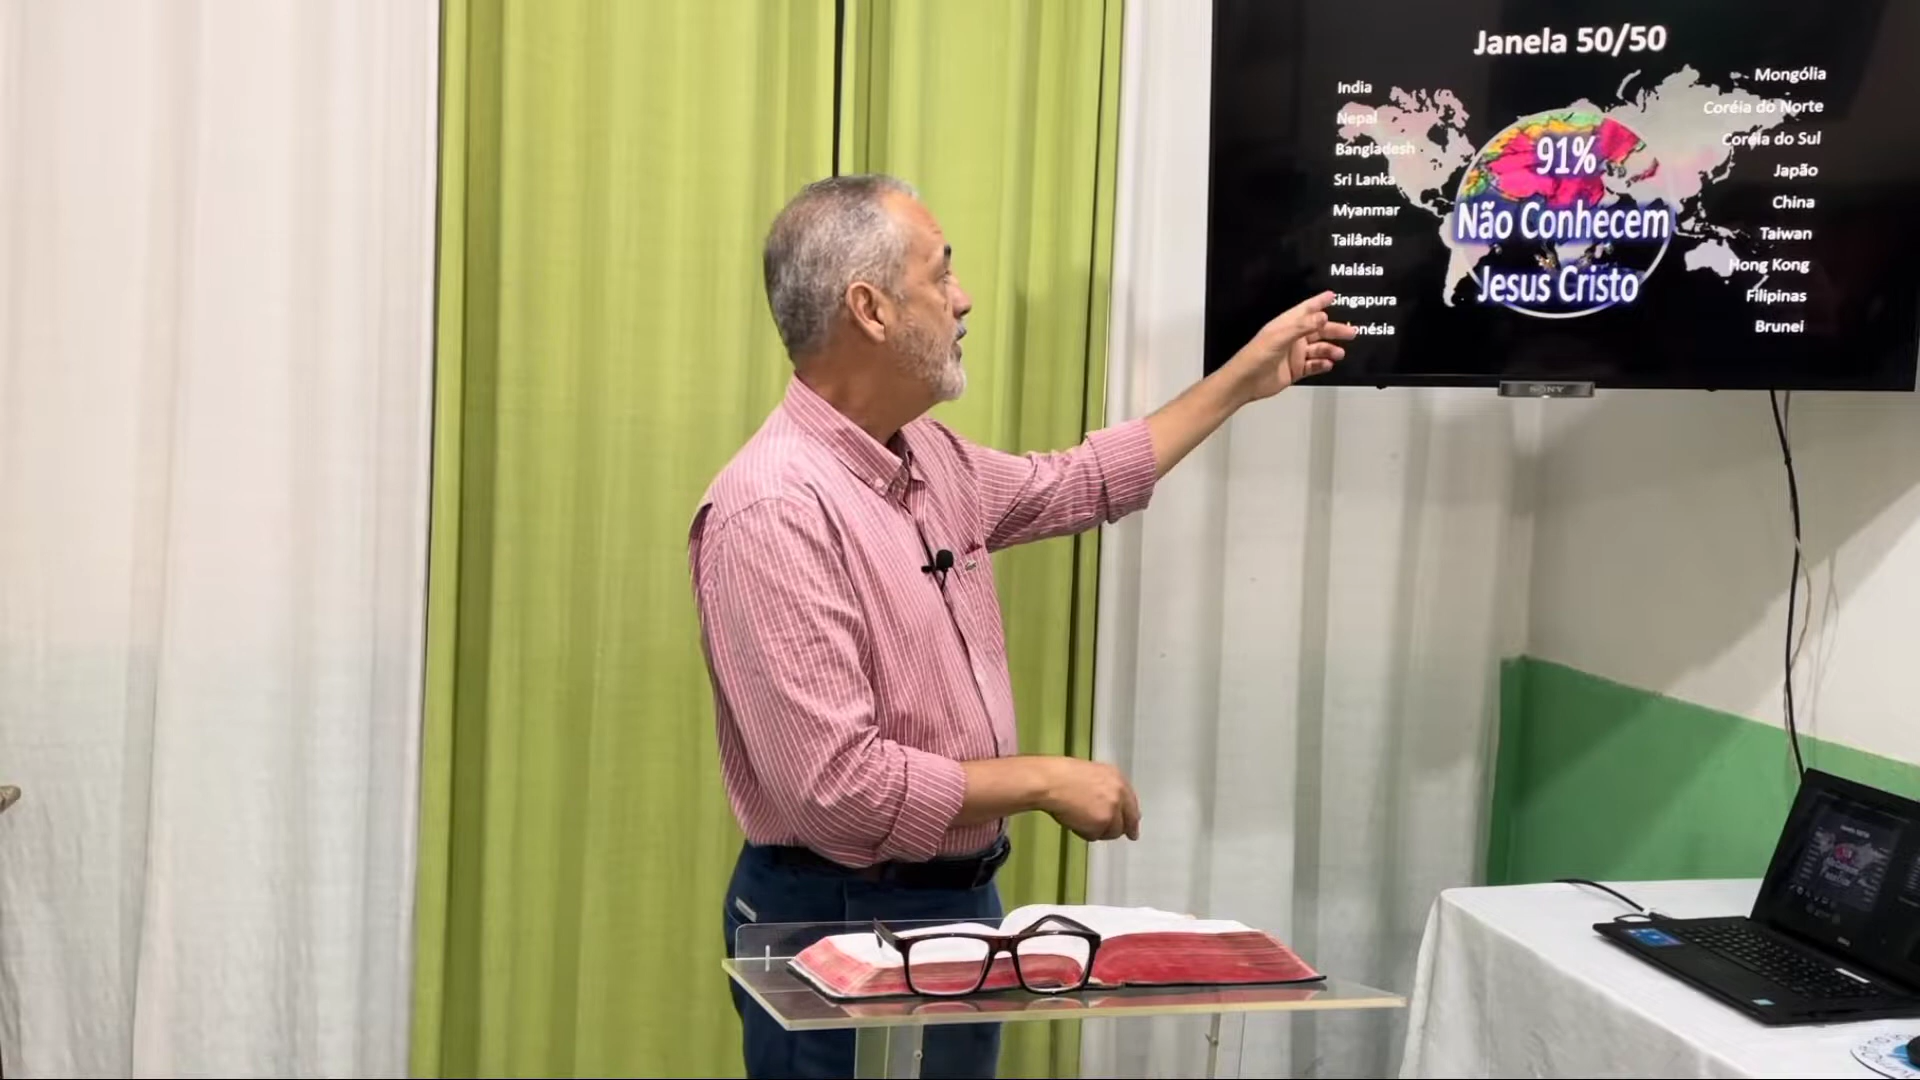 Janela 50/50
India
Nepal
Bangladesh
Sri Lanka
Myanmar
Tailândia
Malásia
Singapura
onésia
91%
Não Conhecem
Jesus Cristo
Mongólia
Coréia do Norte
Coréia do Sul
Japão
China
Taiwan
Hong Kong
Filipinas
Brunei
SONY